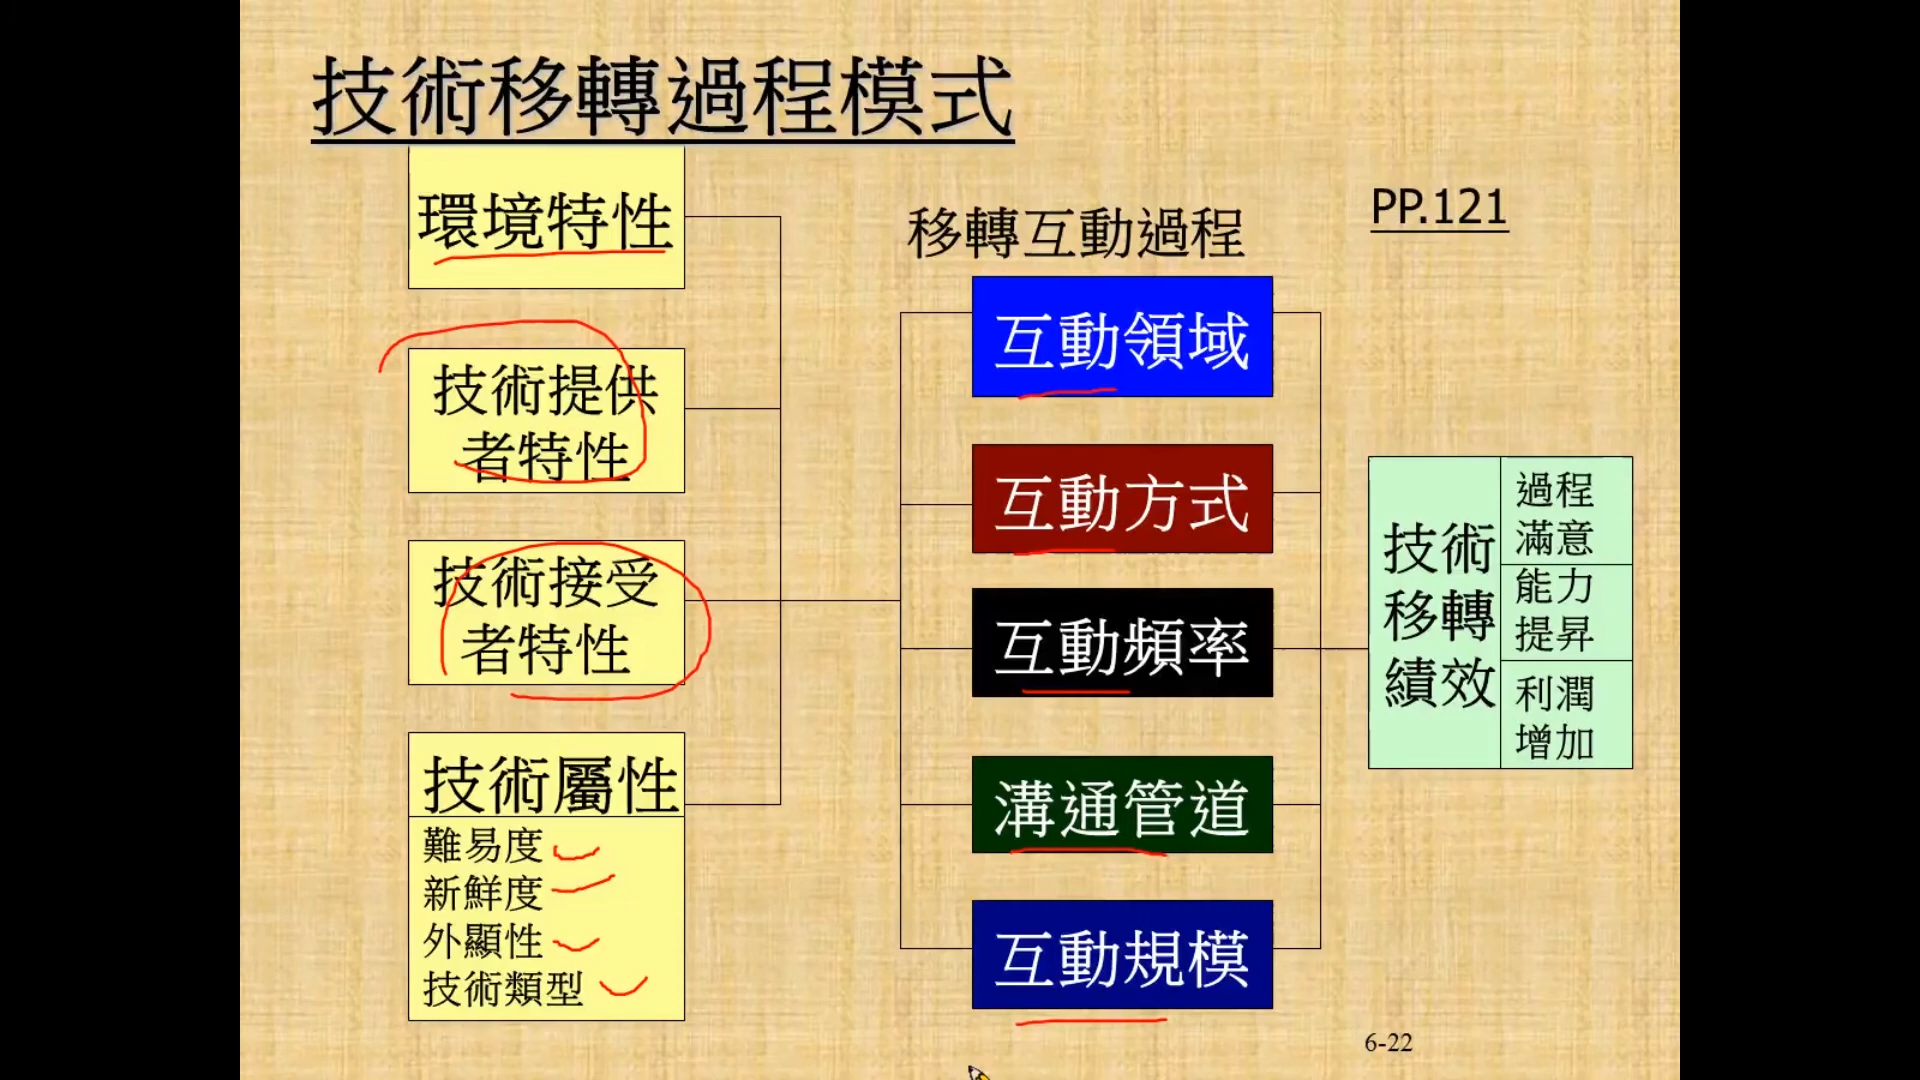 技術移轉過程模式
環境特性
技術提供
者特性
技術接受
者特性
技術屬性
難易度
新鮮度
外顯性
技術類型
移轉互動過程
互動領域
互動方式
互動頻率
溝通管道
互動規模
PP.121
技術
移轉
績效
過程
滿意
能力
提昇
利潤
增加
6-22